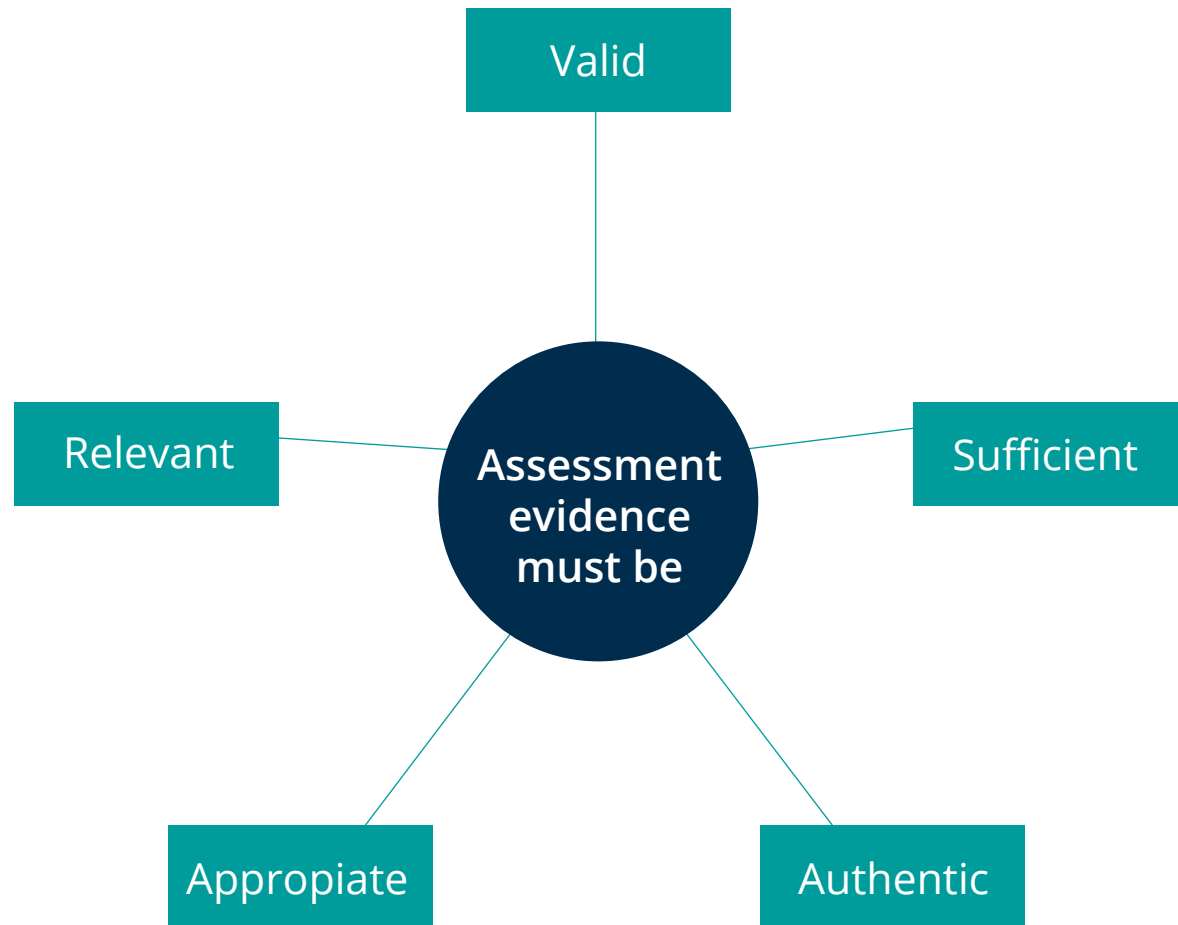 Valid
Relevant
Sufficient
Assessment
evidence
must be
Appropiate
Authentic